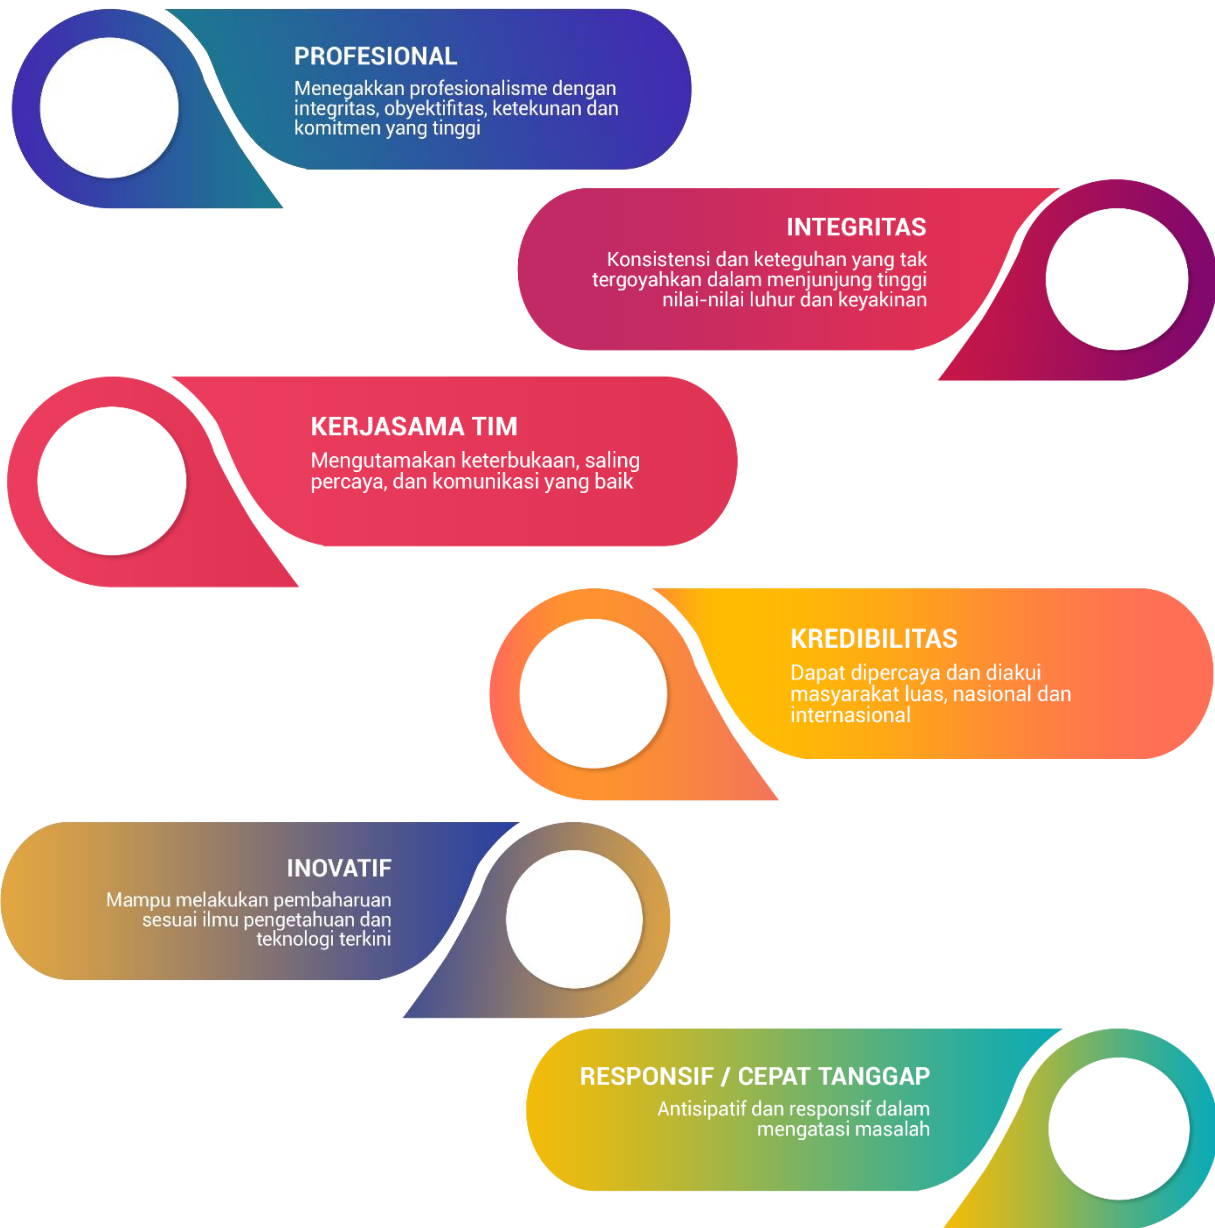 PROFESIONAL
Menegakkan profesionalisme dengan
integritas, obyektifitas, ketekunan dan
komitmen yang tinggi
INTEGRITAS
Konsistensi dan keteguhan yang tak
tergoyahkan dalam menjunjung tinggi
nilai-nilai luhur dan keyakinan
KERJASAMA TIM
Mengutamakan keterbukaan, saling
percaya, dan komunikasi yang baik
KREDIBILITAS
Dapat dipercaya dan diakui
masyarakat luas, nasional dan
internasional
INOVATIF
Mampu melakukan pembaharuan
sesuai ilmu pengetahuan dan
teknologi terkini
RESPONSIF / CEPAT TANGGAP
Antisipatif dan responsif dalam
mengatasi masalah